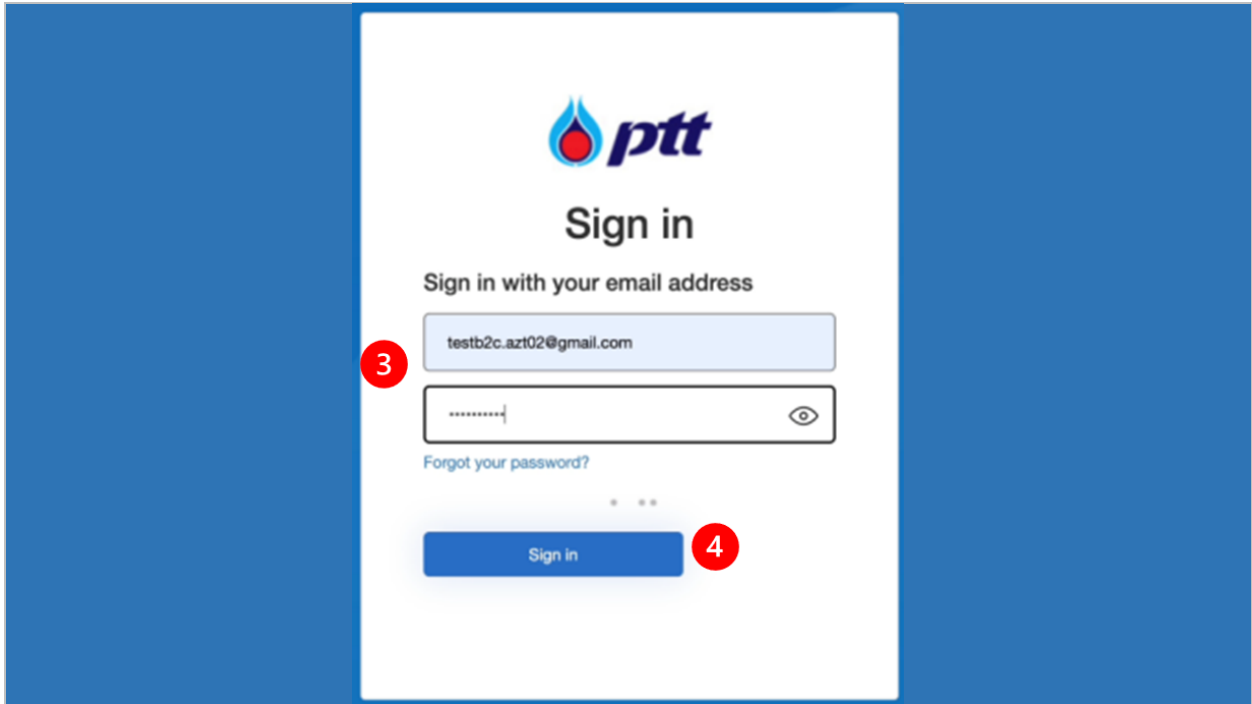 ptt
Sign in
Sign in with your email address
testb2c.azt02@gmail.com
3
••••••••••
Forgot your password?
Sign in
4